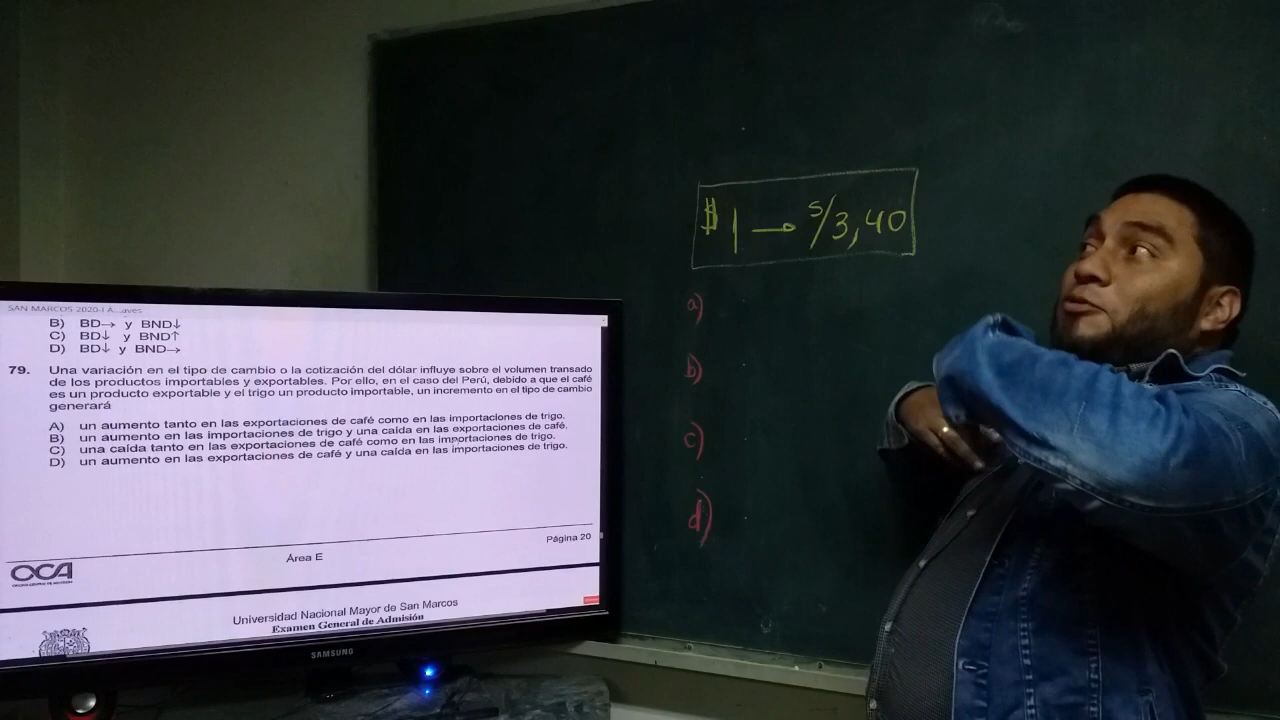 SAN MARCOS 2020-I Á...aves
B) BD→ y BND↓
C) BD↓ y BND↑
D) BD↓ y BND→
79. Una variación en el tipo de cambio o la cotización del dólar influye sobre el volumen transado
de los productos importables y exportables. Por ello, en el caso del Perú, debido a que el café
es un producto exportable y el trigo un producto importable, un incremento en el tipo de cambio
generará
A) un aumento tanto en las exportaciones de café como en las importaciones de trigo.
B) un aumento en las importaciones de trigo y una caída en las exportaciones de café.
C) una caída tanto en las exportaciones de café como en las importaciones de trigo.
D) un aumento en las exportaciones de café y una caída en las importaciones de trigo.
Página 20
Área E
OCA
Universidad Nacional Mayor de San Marcos
Examen General de Admisión
SAMSUNG
$ 1 → S/3,40
a)
b)
c)
d)